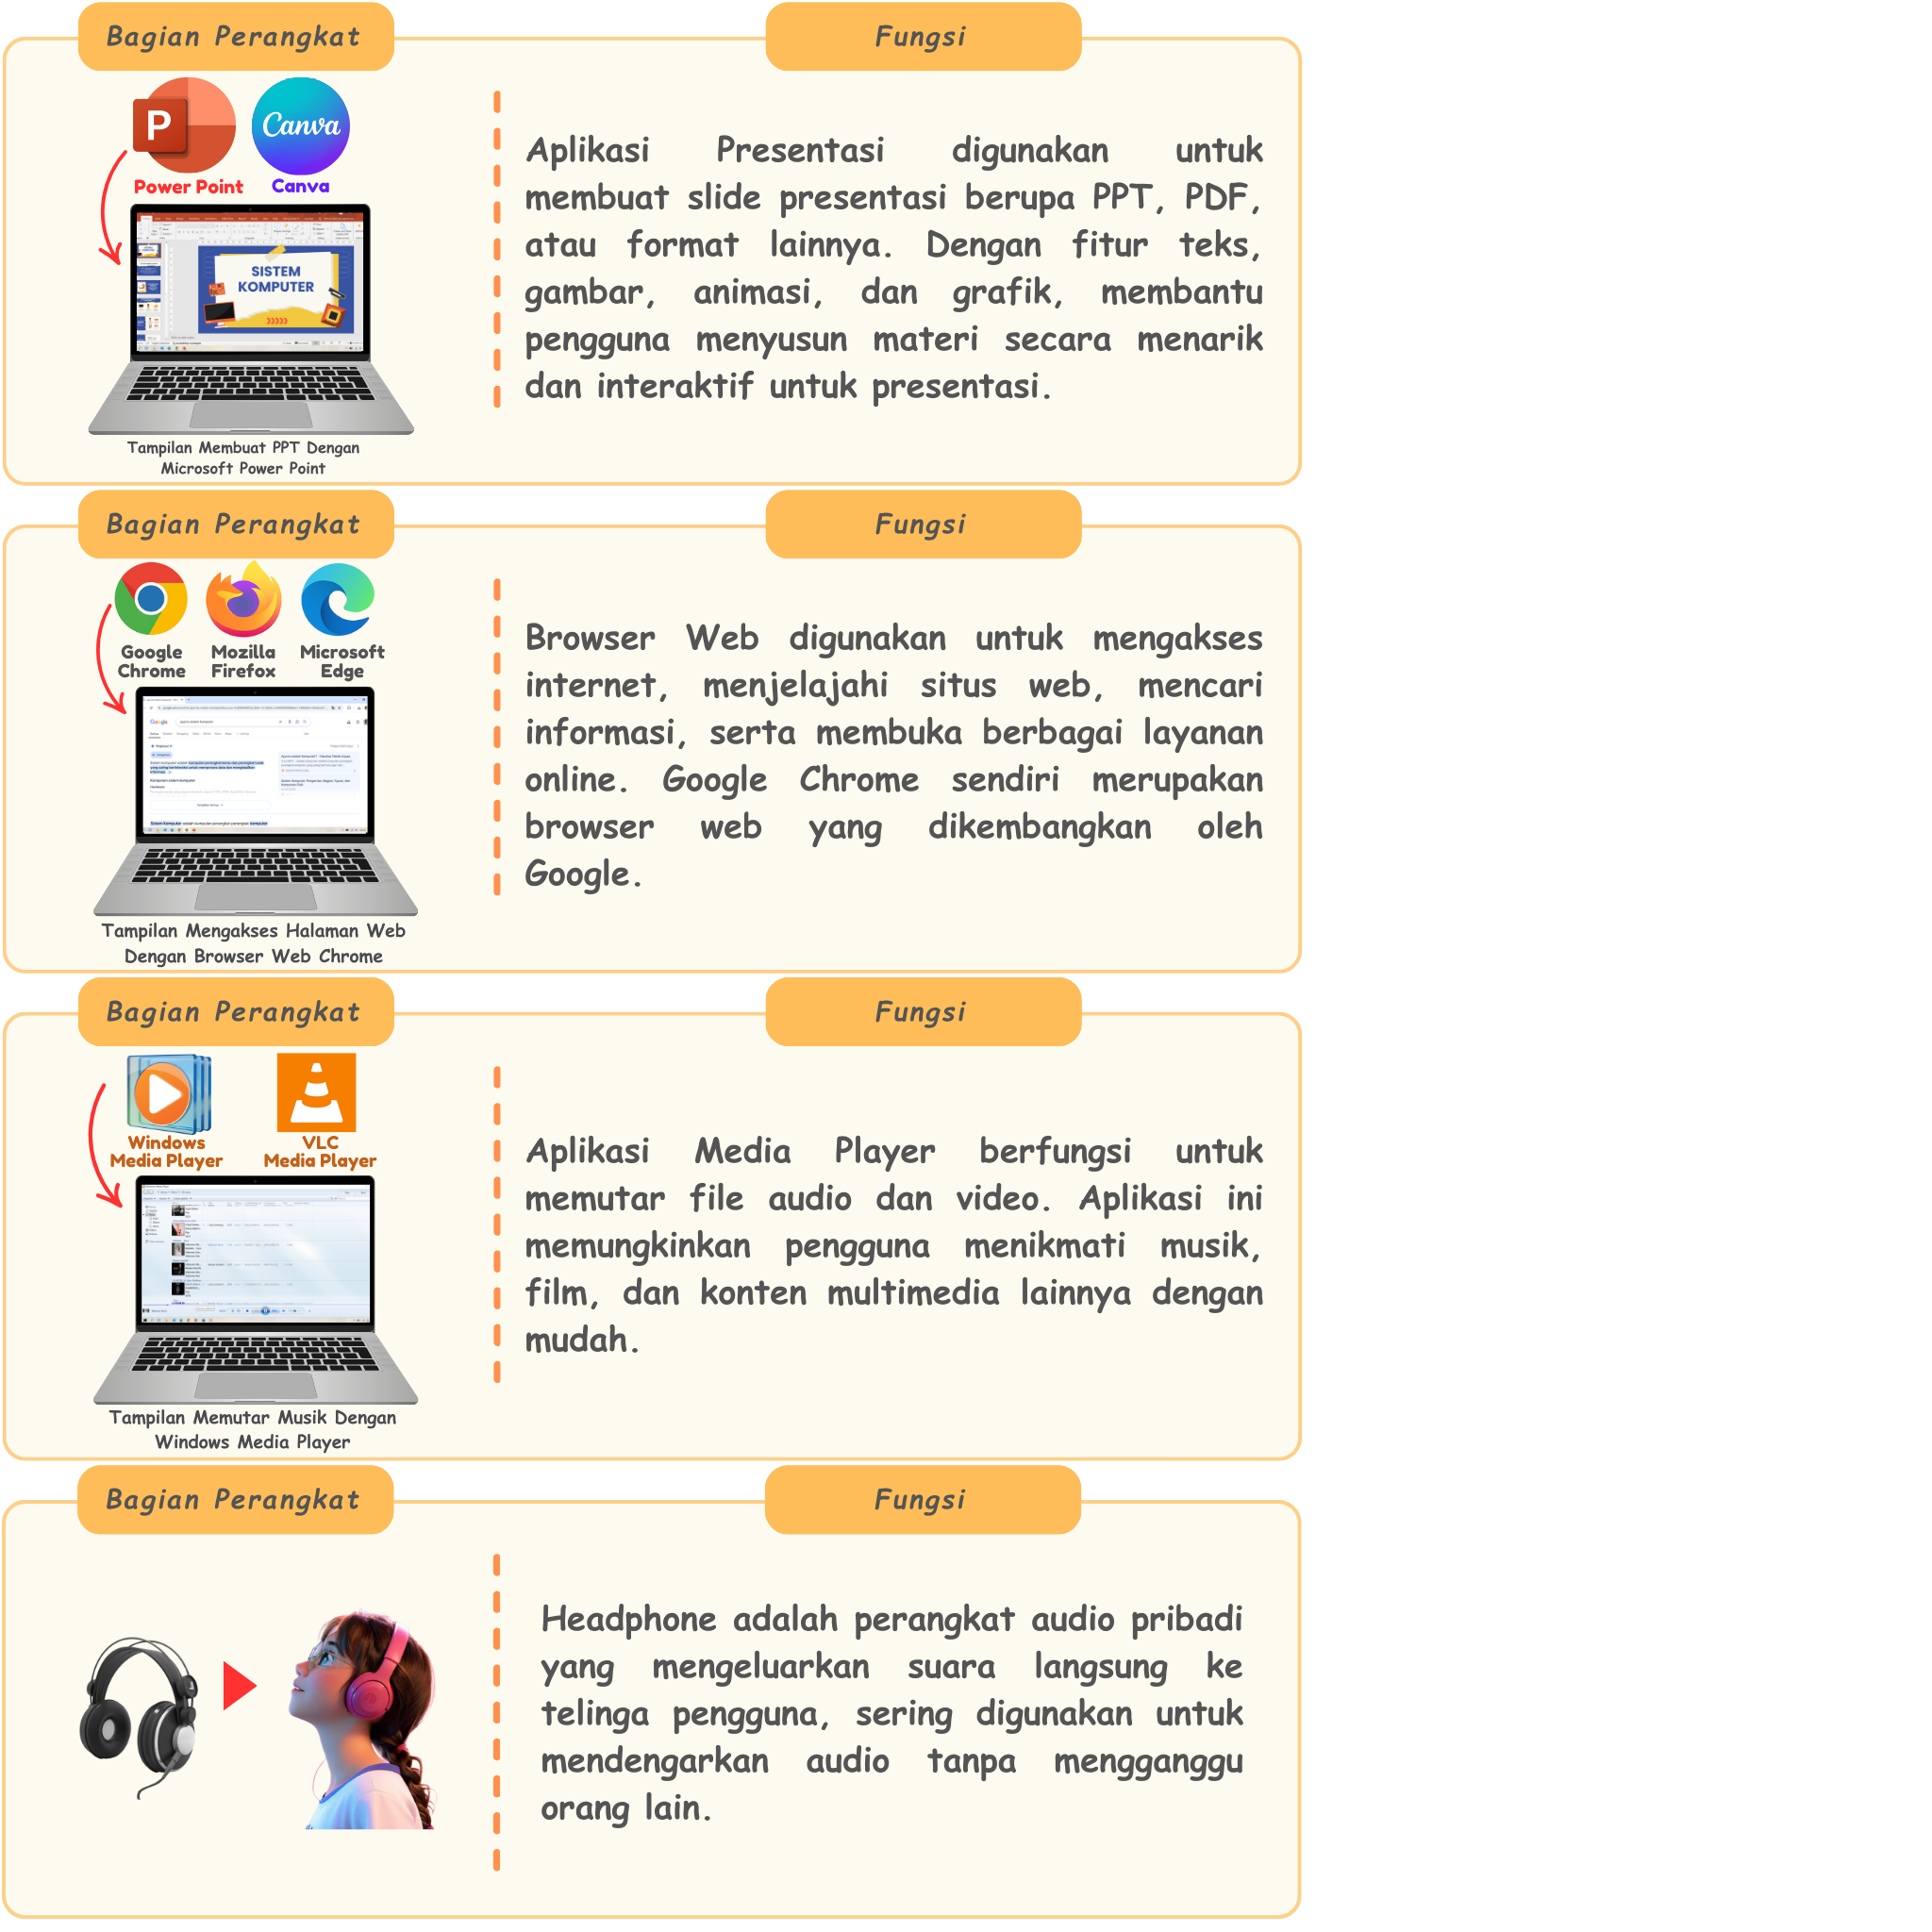 Bagian Perangkat
Fungsi
P
Canva
Power Point
Canva
SISTEM
KOMPUTER
Tampilan Membuat PPT Dengan
Microsoft Power Point
Aplikasi Presentasi digunakan untuk
membuat slide presentasi berupa PPT, PDF,
atau format lainnya. Dengan fitur teks,
gambar, animasi, dan grafik, membantu
pengguna menyusun materi secara menarik
dan interaktif untuk presentasi.
Bagian Perangkat
Fungsi
Google
Chrome
Mozilla
Firefox
Microsoft
Edge
Google
Tampilan Mengakses Halaman Web
Dengan Browser Web Chrome
Browser Web digunakan untuk mengakses
internet, menjelajahi situs web, mencari
informasi, serta membuka berbagai layanan
online. Google Chrome sendiri merupakan
browser web yang dikembangkan oleh
Google.
Bagian Perangkat
Fungsi
Windows
Media Player
VLC
Media Player
Tampilan Memutar Musik Dengan
Windows Media Player
Aplikasi Media Player berfungsi untuk
memutar file audio dan video. Aplikasi ini
memungkinkan pengguna menikmati musik,
film, dan konten multimedia lainnya dengan
mudah.
Bagian Perangkat
Fungsi
Headphone adalah perangkat audio pribadi
yang mengeluarkan suara langsung ke
telinga pengguna, sering digunakan untuk
mendengarkan audio tanpa mengganggu
orang lain.